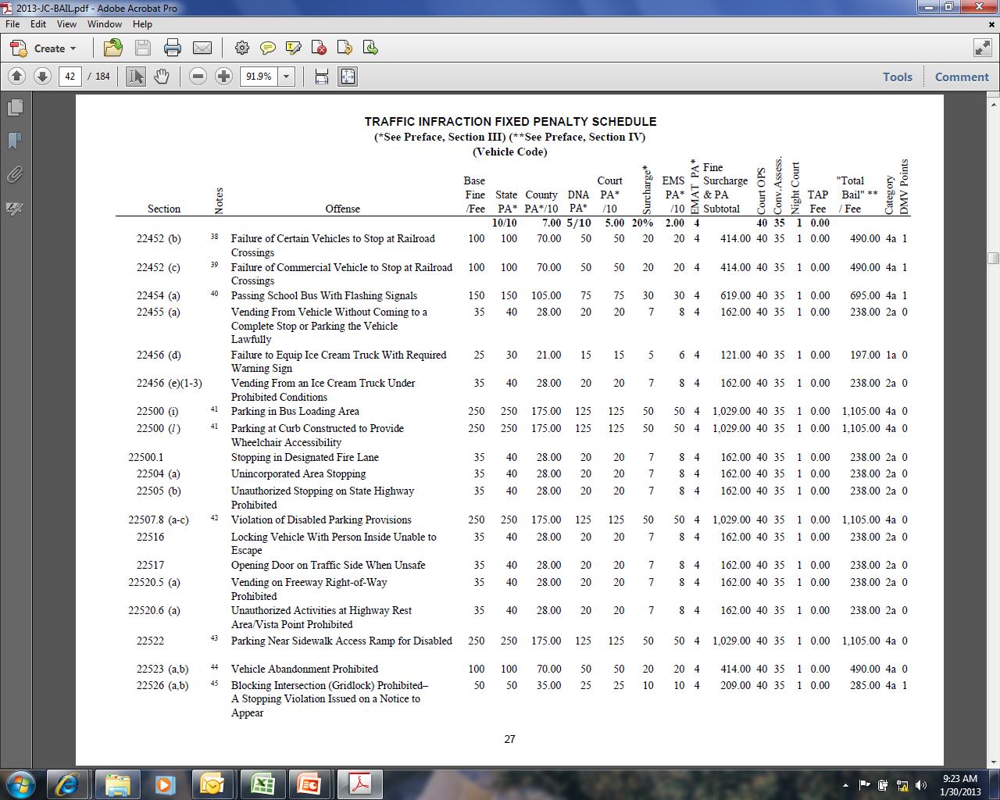 2013-JC-BAIL.pdf - Adobe Acrobat Pro
File Edit View Window Help
Create
42 / 184 91.9% Tools Comment
TRAFFIC INFRACTION FIXED PENALTY SCHEDULE
(*See Preface, Section III) (**See Preface, Section IV)
(Vehicle Code)
Section Notes Offense Base Fine /Fee State PA* County PA*/10 DNA PA* Court PA* /10 Surcharge* EMS PA* /10 EMAT PA* Fine Surcharge & PA Subtotal Court OPS Conv.Assess. Night Court TAP Fee "Total Bail" ** / Fee Category DMV Points
10/10 7.00 5/10 5.00 20% 2.00 4 40 35 1 0.00
22452 (b) 38 Failure of Certain Vehicles to Stop at Railroad 100 100 70.00 50 50 20 20 4 414.00 40 35 1 0.00 490.00 4a 1
Crossings
22452 (c) 39 Failure of Commercial Vehicle to Stop at Railroad 100 100 70.00 50 50 20 20 4 414.00 40 35 1 0.00 490.00 4a 1
Crossings
22454 (a) 40 Passing School Bus With Flashing Signals 150 150 105.00 75 75 30 30 4 619.00 40 35 1 0.00 695.00 4a 1
22455 (a) Vending From Vehicle Without Coming to a 35 40 28.00 20 20 7 8 4 162.00 40 35 1 0.00 238.00 2a 0
Complete Stop or Parking the Vehicle
Lawfully
22456 (d) Failure to Equip Ice Cream Truck With Required 25 30 21.00 15 15 5 6 4 121.00 40 35 1 0.00 197.00 1a 0
Warning Sign
22456 (e)(1-3) Vending From an Ice Cream Truck Under 35 40 28.00 20 20 7 8 4 162.00 40 35 1 0.00 238.00 2a 0
Prohibited Conditions
22500 (i) 41 Parking in Bus Loading Area 250 250 175.00 125 125 50 50 4 1,029.00 40 35 1 0.00 1,105.00 4a 0
22500 (l) 41 Parking at Curb Constructed to Provide 250 250 175.00 125 125 50 50 4 1,029.00 40 35 1 0.00 1,105.00 4a 0
Wheelchair Accessibility
22500.1 Stopping in Designated Fire Lane 35 40 28.00 20 20 7 8 4 162.00 40 35 1 0.00 238.00 2a 0
22504 (a) Unincorporated Area Stopping 35 40 28.00 20 20 7 8 4 162.00 40 35 1 0.00 238.00 2a 0
22505 (b) Unauthorized Stopping on State Highway 35 40 28.00 20 20 7 8 4 162.00 40 35 1 0.00 238.00 2a 0
Prohibited
22507.8 (a-c) 42 Violation of Disabled Parking Provisions 250 250 175.00 125 125 50 50 4 1,029.00 40 35 1 0.00 1,105.00 4a 0
22516 Locking Vehicle With Person Inside Unable to 35 40 28.00 20 20 7 8 4 162.00 40 35 1 0.00 238.00 2a 0
Escape
22517 Opening Door on Traffic Side When Unsafe 35 40 28.00 20 20 7 8 4 162.00 40 35 1 0.00 238.00 2a 0
22520.5 (a) Vending on Freeway Right-of-Way 35 40 28.00 20 20 7 8 4 162.00 40 35 1 0.00 238.00 2a 0
Prohibited
22520.6 (a) Unauthorized Activities at Highway Rest 35 40 28.00 20 20 7 8 4 162.00 40 35 1 0.00 238.00 2a 0
Area/Vista Point Prohibited
22522 43 Parking Near Sidewalk Access Ramp for Disabled 250 250 175.00 125 125 50 50 4 1,029.00 40 35 1 0.00 1,105.00 4a 0
22523 (a,b) 44 Vehicle Abandonment Prohibited 100 100 70.00 50 50 20 20 4 414.00 40 35 1 0.00 490.00 4a 0
22526 (a,b) 45 Blocking Intersection (Gridlock) Prohibited– 50 50 35.00 25 25 10 10 4 209.00 40 35 1 0.00 285.00 4a 1
A Stopping Violation Issued on a Notice to
Appear
27
9:23 AM
1/30/2013